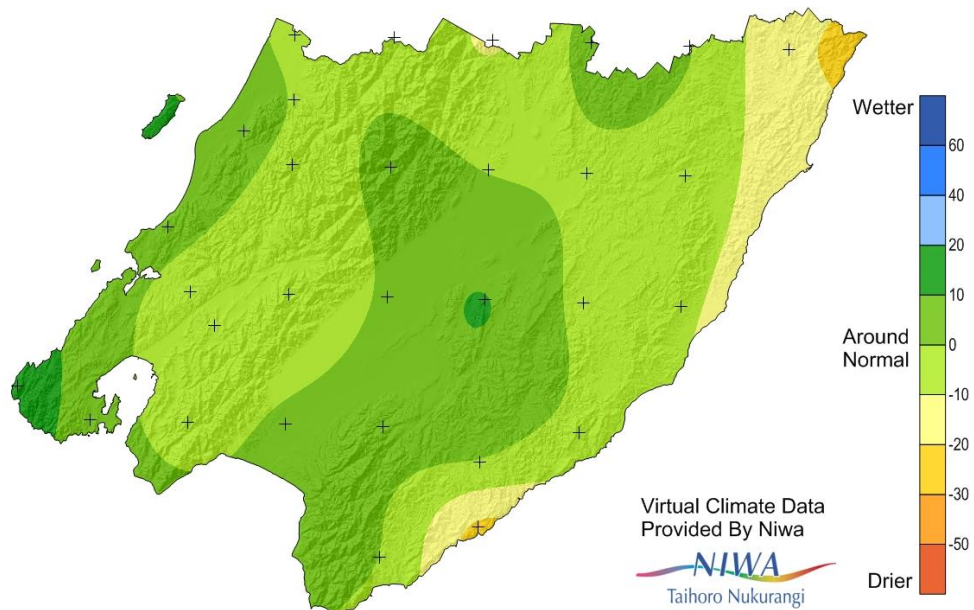 Wetter
60
40
20
10
Around
Normal
0
-10
-20
-30
-50
Drier
Virtual Climate Data
Provided By Niwa
NIWA
Taihoro Nukurangi